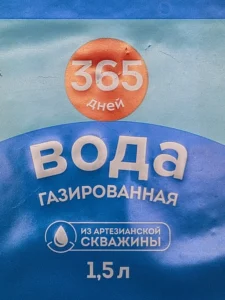 365
дней
вода
ГАЗИРОВАННАЯ
ИЗ АРТЕЗИАНСКОЙ
СКВАЖИНЫ
1,5 л